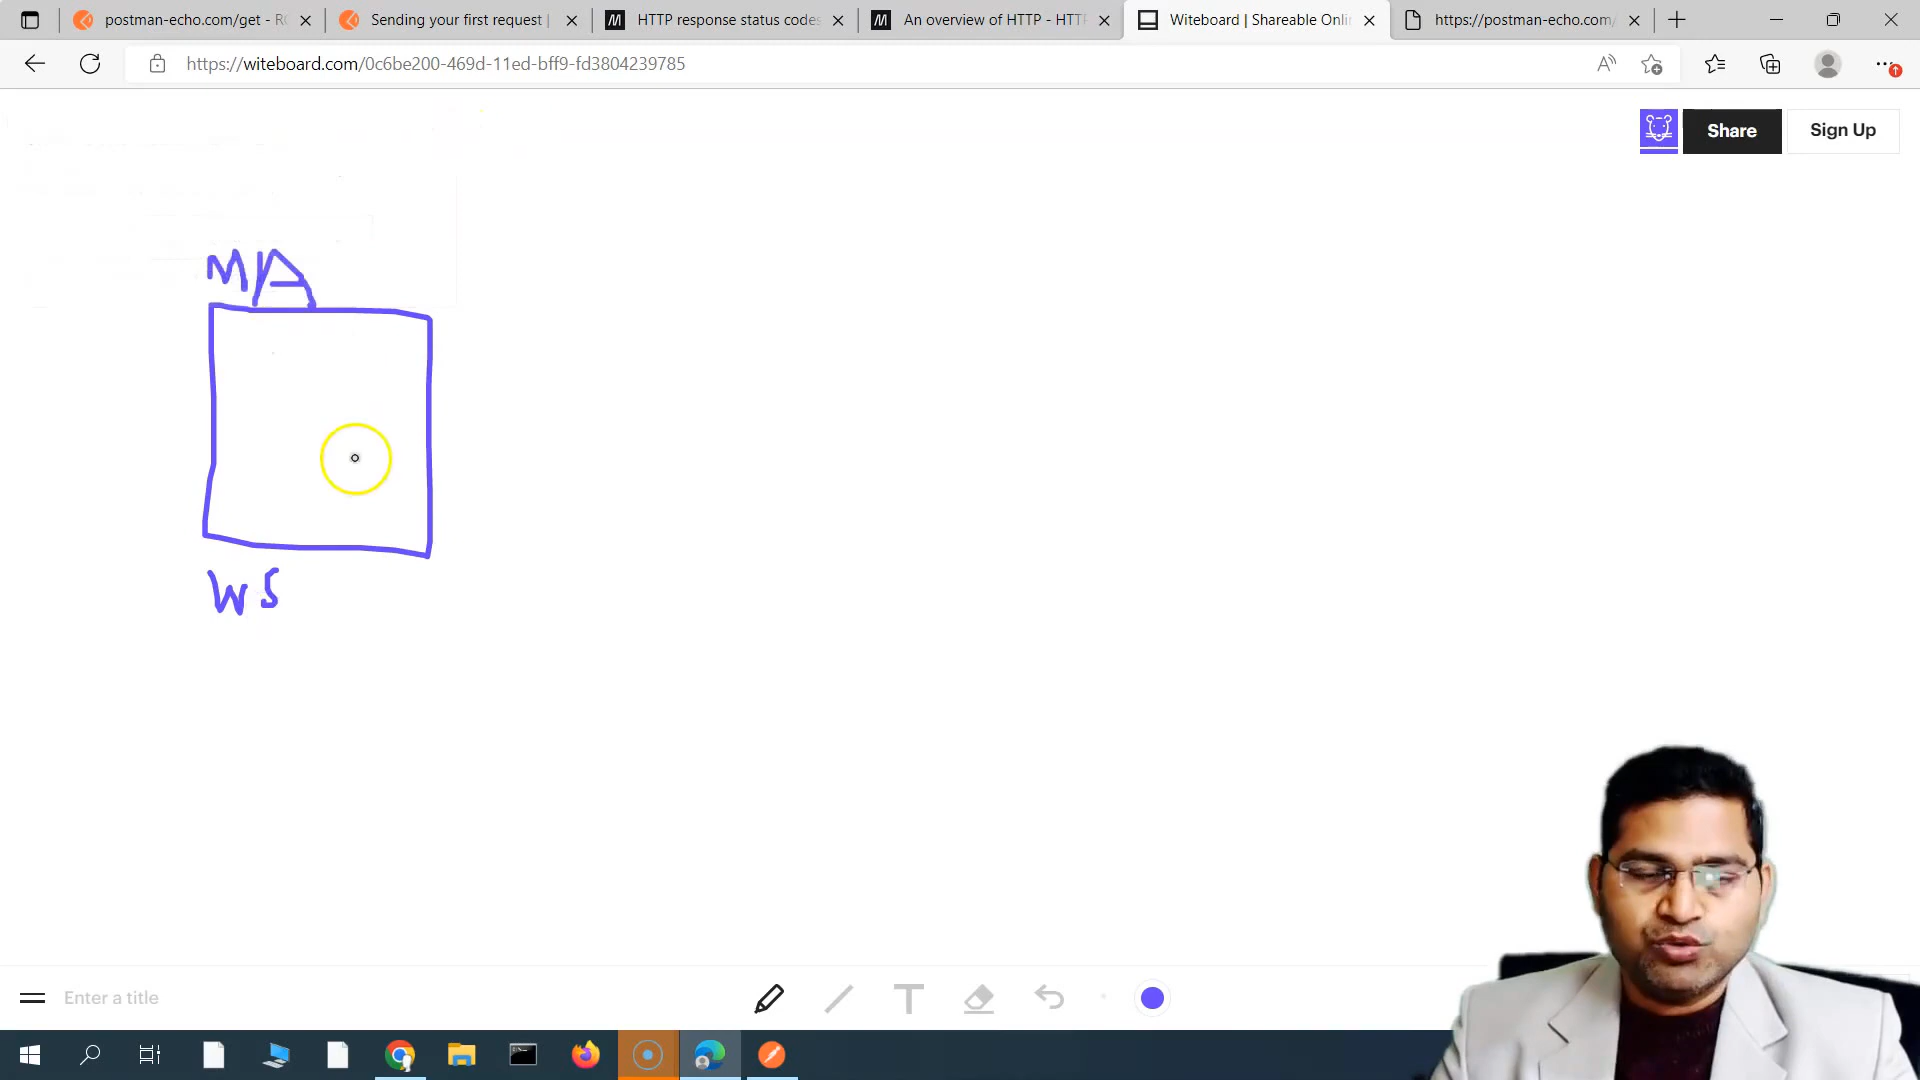 postman-echo.com/get - R
Sending your first request |
HTTP response status codes
An overview of HTTP - HTT
Witeboard | Shareable Onli
https://postman-echo.com/
https://witeboard.com/0c6be200-469d-11ed-bff9-fd3804239785
Share
Sign Up
MA
WS
Enter a title